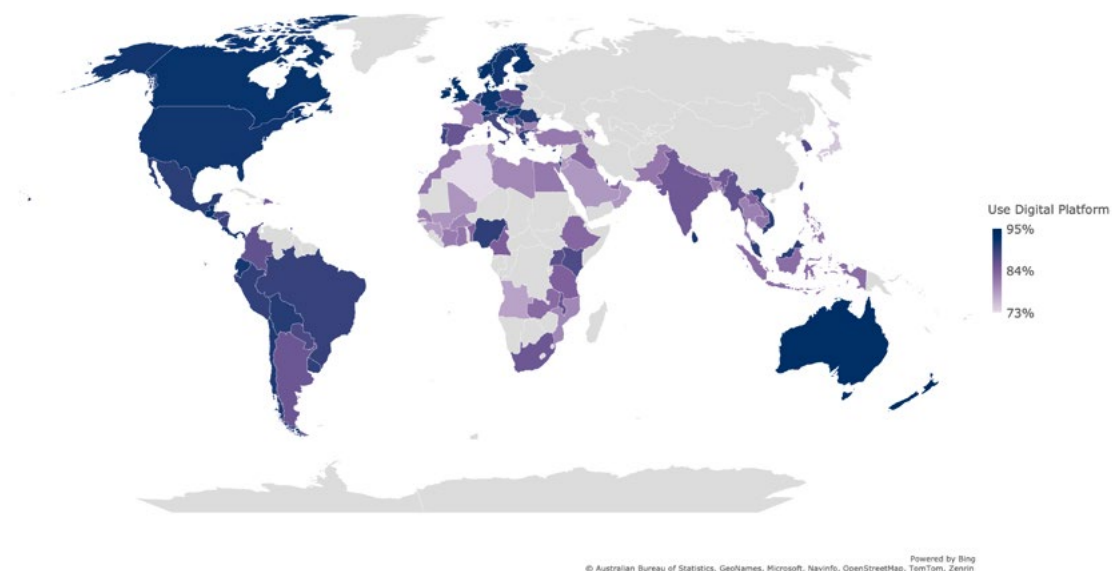 Use Digital Platform
95%
84%
73%
Powered by Bing
© Australian Bureau of Statistics, GeoNames, Microsoft, Navinfo, OpenStreetMap, TomTom, Zenrin